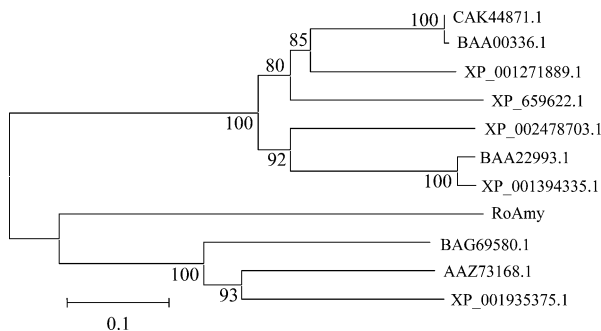 100 CAK44871.1
85 BAA00336.1
80 XP_001271889.1
XP_659622.1
100
XP_002478703.1
92 BAA22993.1
100 XP_001394335.1
RoAmy
BAG69580.1
100 AAZ73168.1
93 XP_001935375.1
0.1